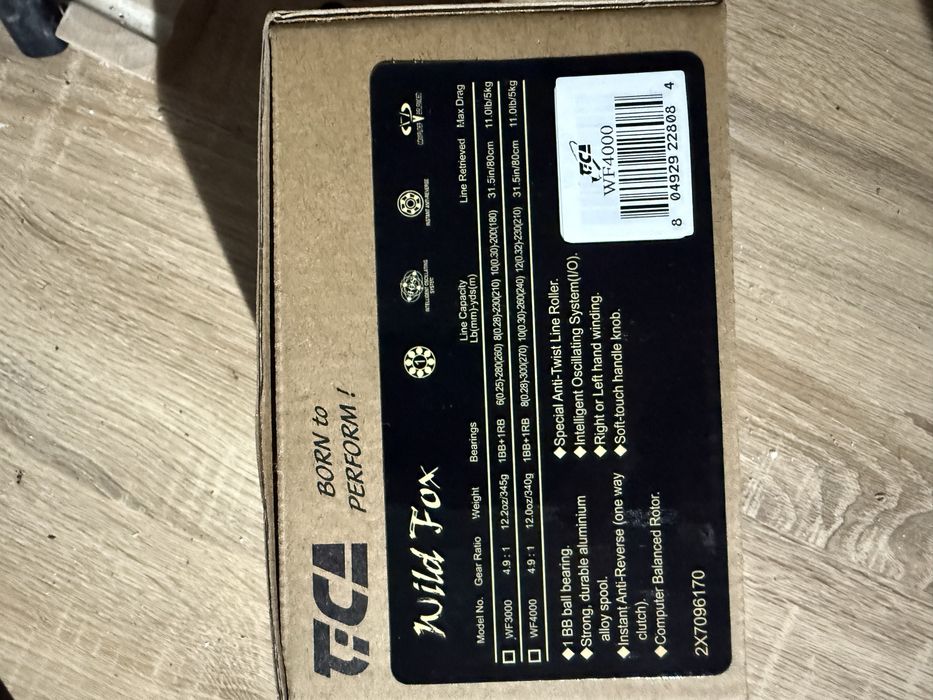 TiCA
BORN to
PERFORM!
Wild Fox
1
INSTANT ANTI-REVERSE
Model No. Gear Ratio Weight Bearings Line Capacity Lb(mm)-yds(m) Line Retrieved Max Drag
WF3000 4.9 : 1 12.2oz/345g 1BB+1RB 6(0.25)-280(260) 8(0.28)-230(210) 10(0.30)-200(180) 31.5in/80cm 11.0lb/5kg
WF4000 4.9 : 1 12.0oz/340g 1BB+1RB 8(0.28)-300(270) 10(0.30)-260(240) 12(0.32)-230(210) 31.5in/80cm 11.0lb/5kg
◆1 BB ball bearing.
◆Strong, durable aluminium
alloy spool.
◆Instant Anti-Reverse (one way
clutch).
◆Computer Balanced Rotor.
◆Special Anti-Twist Line Roller.
◆Intelligent Oscillating System(I/O).
◆Right or Left hand winding.
◆Soft-touch handle knob.
2X7096170
TiCA
WF4000
8 04929 22808 4